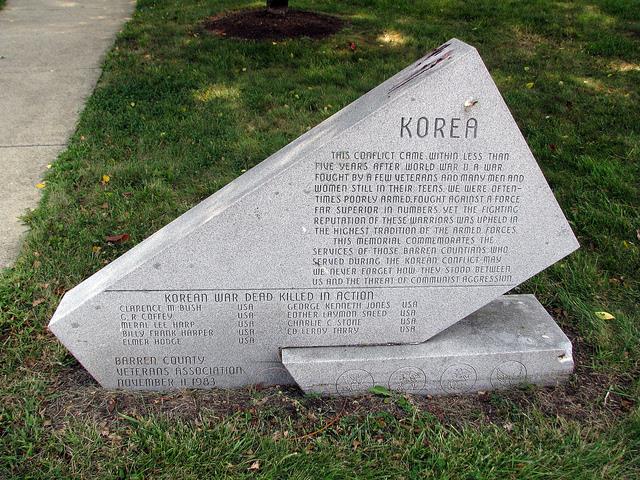 KOREA
THIS CONFLICT CAME WITHIN LESS THAN
FIVE YEARS AFTER WORLD WAR II A WAR
FOUGHT BY A FEW VETERANS AND MANY MEN AND
WOMEN STILL IN THEIR TEENS. WE WERE OFTEN-
TIMES POORLY ARMED, FOUGHT AGAINST A FORCE
FAR SUPERIOR IN NUMBERS, YET THE FIGHTING
REPUTATION OF THESE WARRIORS WAS UPHELD IN
THE HIGHEST TRADITION OF THE ARMED FORCES.
THIS MEMORIAL COMMEMORATES THE
SERVICES OF THOSE BARREN COUNTIANS WHO
SERVED DURING THE KOREAN CONFLICT-MAY
WE NEVER FORGET HOW THEY STOOD BETWEEN
US AND THE THREAT OF COMMUNIST AGGRESSION.
KOREAN WAR DEAD KILLED IN ACTION
CLARENCE M. BUSH USA GEORGE KENNETH JONES USA
G. R. COFFEY USA EOTHER LAYMON SNEED USA
MERAL LEE HARP USA CHARLIE C. STONE USA
BILLY FRANK HARPER USA ED LEROY TARRY USA
ELMER HODGE USA
BARREN COUNTY
VETERANS ASSOCIATION
NOVEMBER 11, 1983